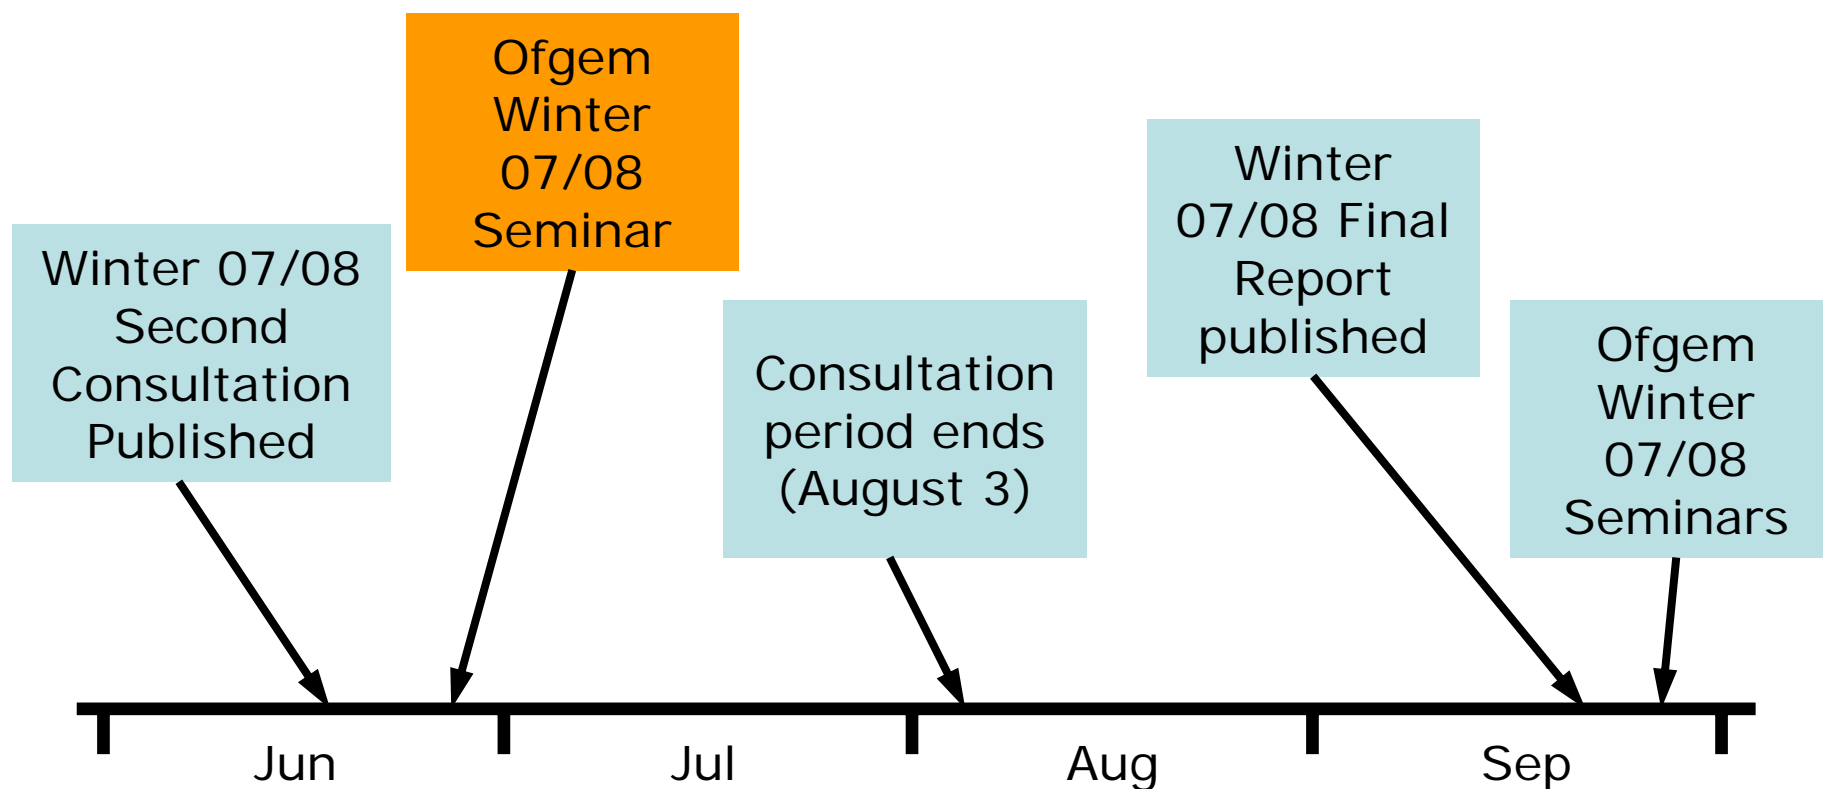 Ofgem
Winter
07/08
Seminar
Winter 07/08
Second
Consultation
Published
Consultation
period ends
(August 3)
Winter
07/08 Final
Report
published
Ofgem
Winter
07/08
Seminars
Jun
Jul
Aug
Sep